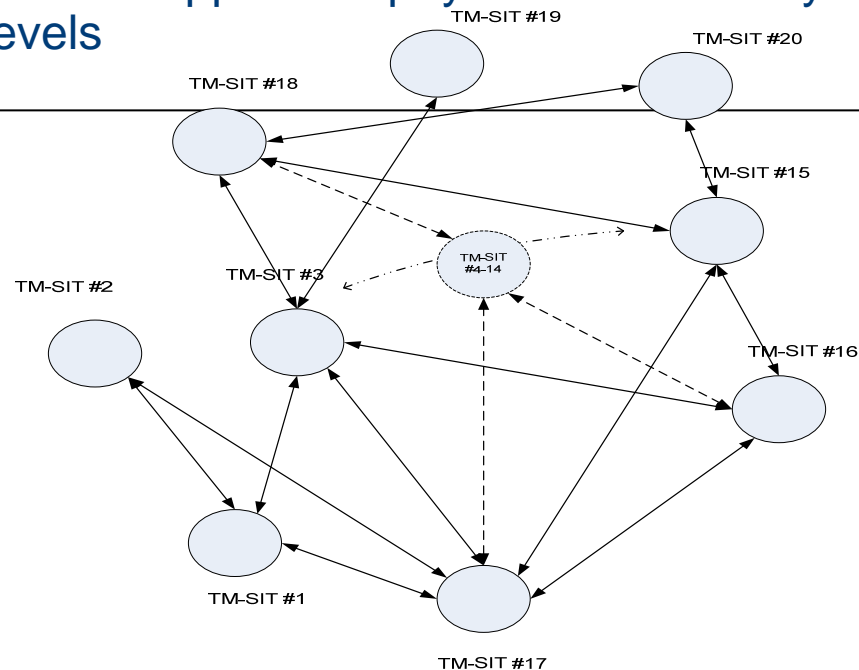 evels
TM-SIT #19
TM-SIT #20
TM-SIT #18
TM-SIT #15
TM-SIT
#4-14
TM-SIT #3
TM-SIT #2
TM-SIT #16
TM-SIT #1
TM-SIT #17